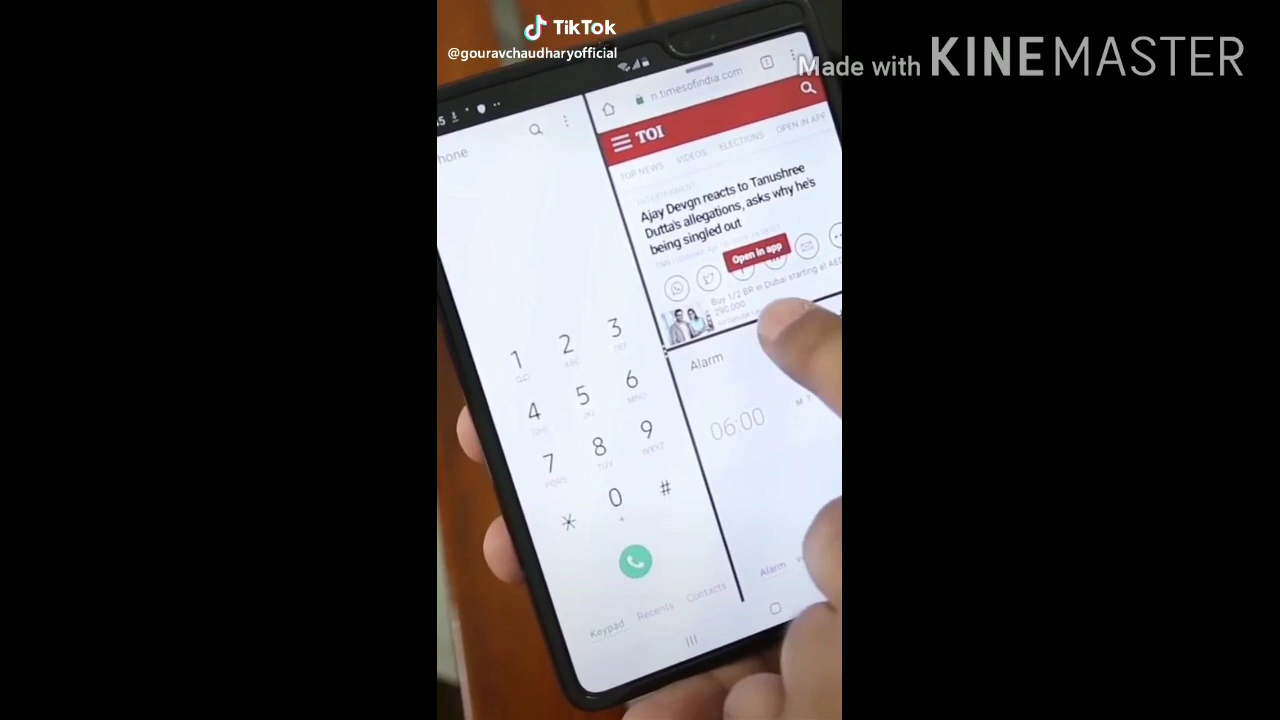 TikTok
@gouravchaudharyofficial
Made with KINEMASTER
hone
n.timesofindia.com
1
TOI
TOP NEWS VIDEOS ELECTIONS OPEN IN APP
ENTERTAINMENT
Ajay Devgn reacts to Tanushree
Dutta's allegations, asks why he's
being singled out
Open in app
Buy 1/2 BR in Dubai starting at AED
290,000
Alarm
06:00
M T
1 2 3
ABC DEF
4 5 6
GHI JKL MNO
7 8 9
PQRS TUV WXYZ
* 0 #
+
Keypad Recents Contacts
Alarm